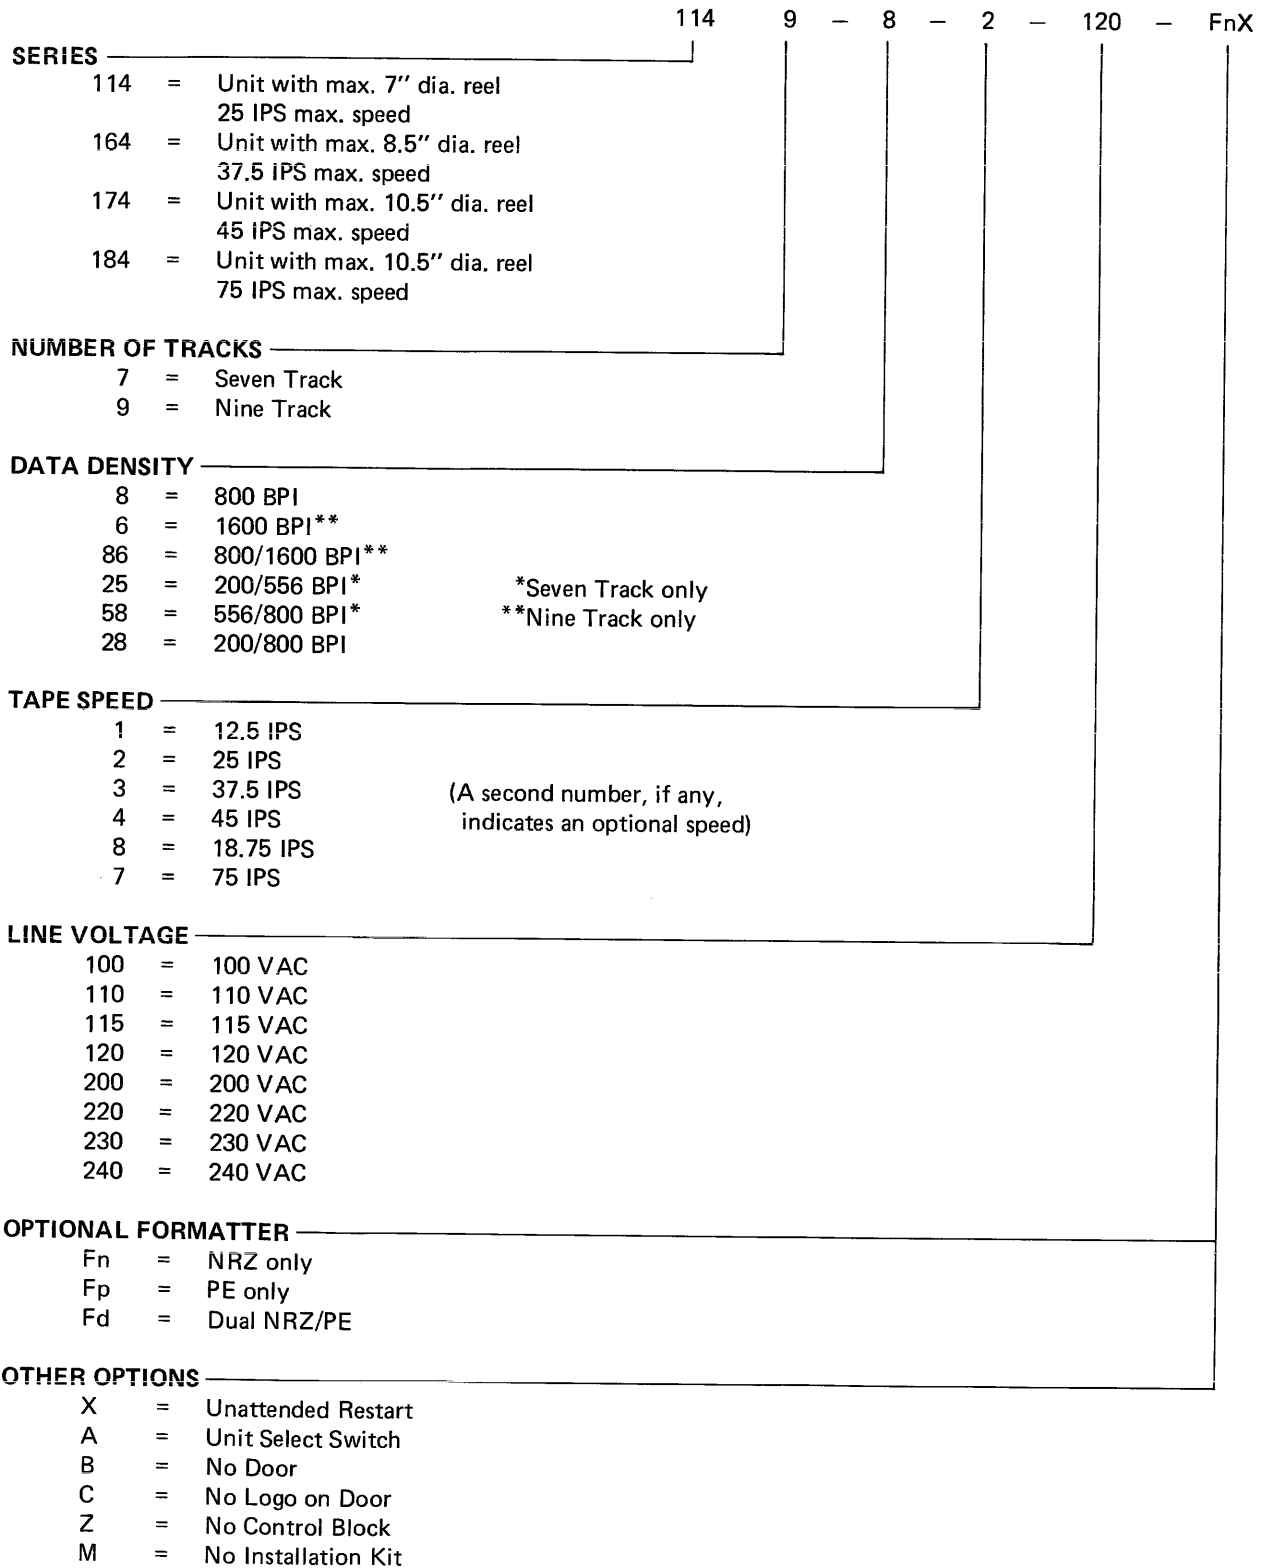 114 9 – 8 – 2 – 120 – FnX
SERIES
114 = Unit with max. 7" dia. reel
25 IPS max. speed
164 = Unit with max. 8.5" dia. reel
37.5 IPS max. speed
174 = Unit with max. 10.5" dia. reel
45 IPS max. speed
184 = Unit with max. 10.5" dia. reel
75 IPS max. speed
NUMBER OF TRACKS
7 = Seven Track
9 = Nine Track
DATA DENSITY
8 = 800 BPI
6 = 1600 BPI**
86 = 800/1600 BPI**
25 = 200/556 BPI* *Seven Track only
58 = 556/800 BPI* **Nine Track only
28 = 200/800 BPI
TAPE SPEED
1 = 12.5 IPS
2 = 25 IPS
3 = 37.5 IPS (A second number, if any,
4 = 45 IPS indicates an optional speed)
8 = 18.75 IPS
7 = 75 IPS
LINE VOLTAGE
100 = 100 VAC
110 = 110 VAC
115 = 115 VAC
120 = 120 VAC
200 = 200 VAC
220 = 220 VAC
230 = 230 VAC
240 = 240 VAC
OPTIONAL FORMATTER
Fn = NRZ only
Fp = PE only
Fd = Dual NRZ/PE
OTHER OPTIONS
X = Unattended Restart
A = Unit Select Switch
B = No Door
C = No Logo on Door
Z = No Control Block
M = No Installation Kit